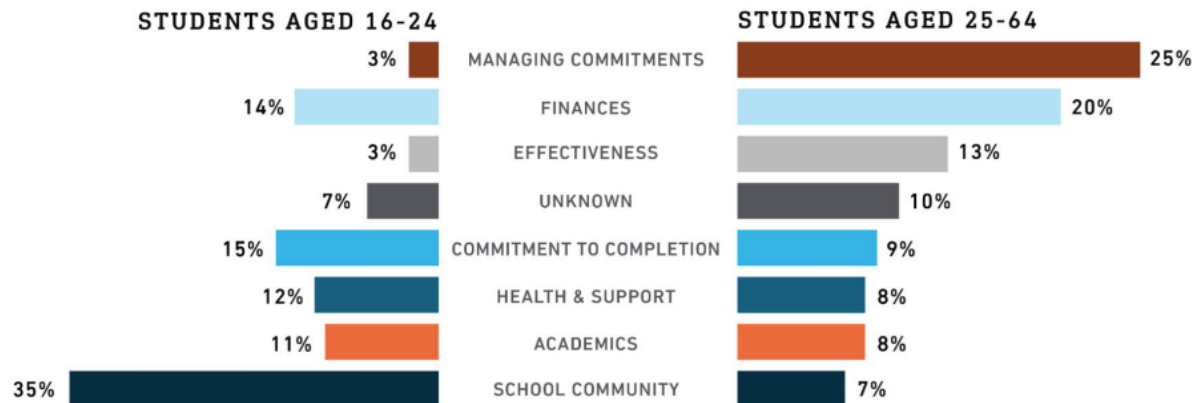 STUDENTS AGED 16-24 STUDENTS AGED 25-64
3% MANAGING COMMITMENTS 25%
14% FINANCES 20%
3% EFFECTIVENESS 13%
7% UNKNOWN 10%
15% COMMITMENT TO COMPLETION 9%
12% HEALTH & SUPPORT 8%
11% ACADEMICS 8%
35% SCHOOL COMMUNITY 7%